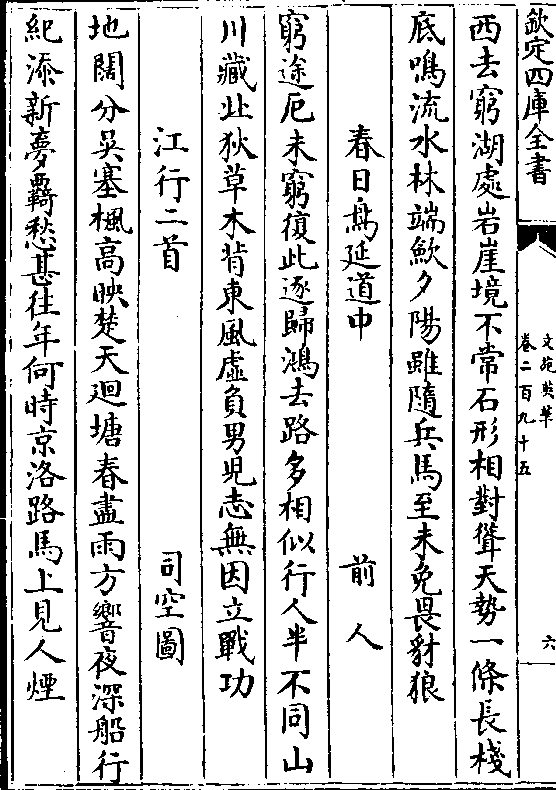 欽定四庫全書
文苑英華
卷二百九十五
六
西去窮湖處岩崖境不常石形相對聳天勢一條長棧
底鳴流水林端歛夕陽雖隨兵馬至未免畏豺狼
春日鳥延道中 前人
窮途厄未窮復此逐歸鴻去路多相似行人半不同山
川藏北狄草木背東風虛負男兒志無因立戰功
江行二首 司空圖
地闊分吳塞楓高映楚天迴塘春盡雨方響夜深船行
紀添新夢羇愁甚往年何時京洛路馬上見人煙